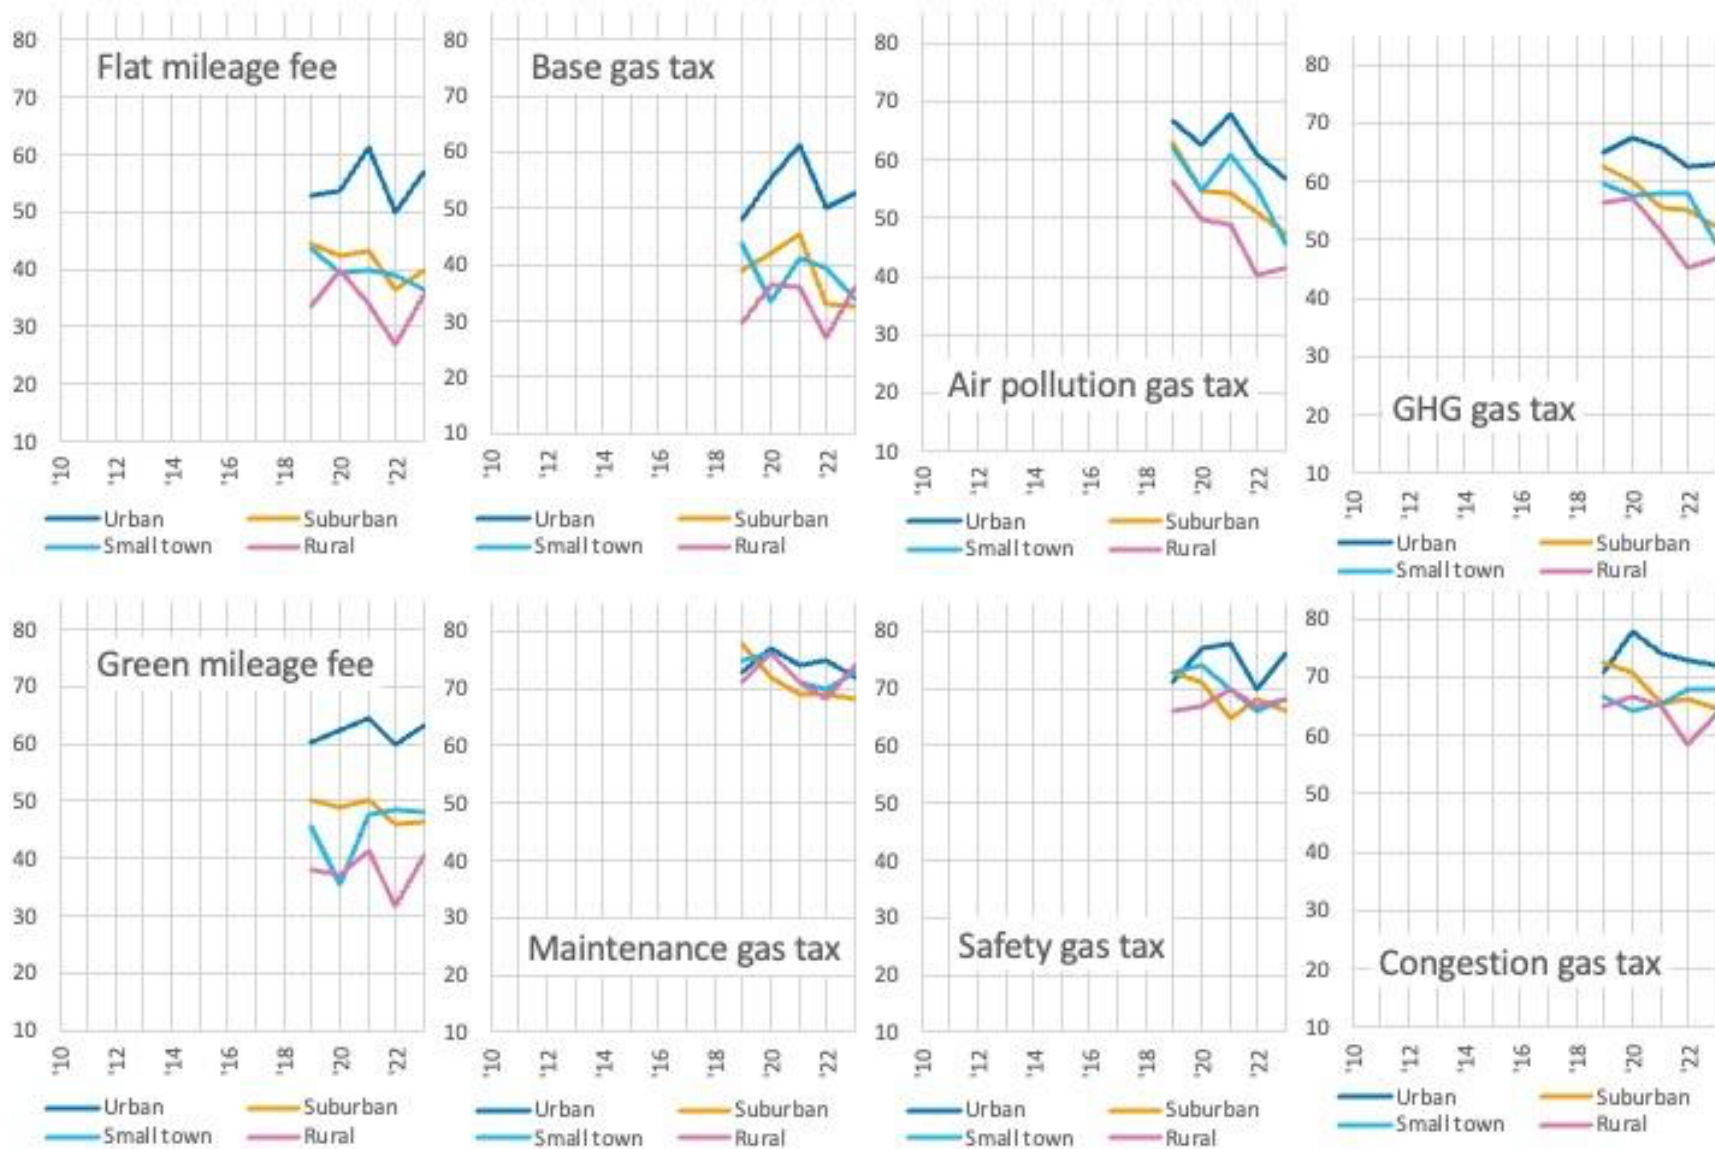 Flat mileage fee
80
70
60
50
40
30
20
10
'10 '12 '14 '16 '18 '20 '22
Urban Suburban
Small town Rural
Base gas tax
80
70
60
50
40
30
20
10
'10 '12 '14 '16 '18 '20 '22
Urban Suburban
Small town Rural
80
70
60
50
40
30
20
10
Air pollution gas tax
'10 '12 '14 '16 '18 '20 '22
Urban Suburban
Small town Rural
80
70
60
50
40
30
20
10
GHG gas tax
'10 '12 '14 '16 '18 '20 '22
Urban Suburban
Small town Rural
Green mileage fee
80
70
60
50
40
30
20
10
'10 '12 '14 '16 '18 '20 '22
Urban Suburban
Small town Rural
80
70
60
50
40
30
20
10
Maintenance gas tax
'10 '12 '14 '16 '18 '20 '22
Urban Suburban
Small town Rural
80
70
60
50
40
30
20
10
Safety gas tax
'10 '12 '14 '16 '18 '20 '22
Urban Suburban
Small town Rural
80
70
60
50
40
30
20
10
Congestion gas tax
'10 '12 '14 '16 '18 '20 '22
Urban Suburban
Small town Rural